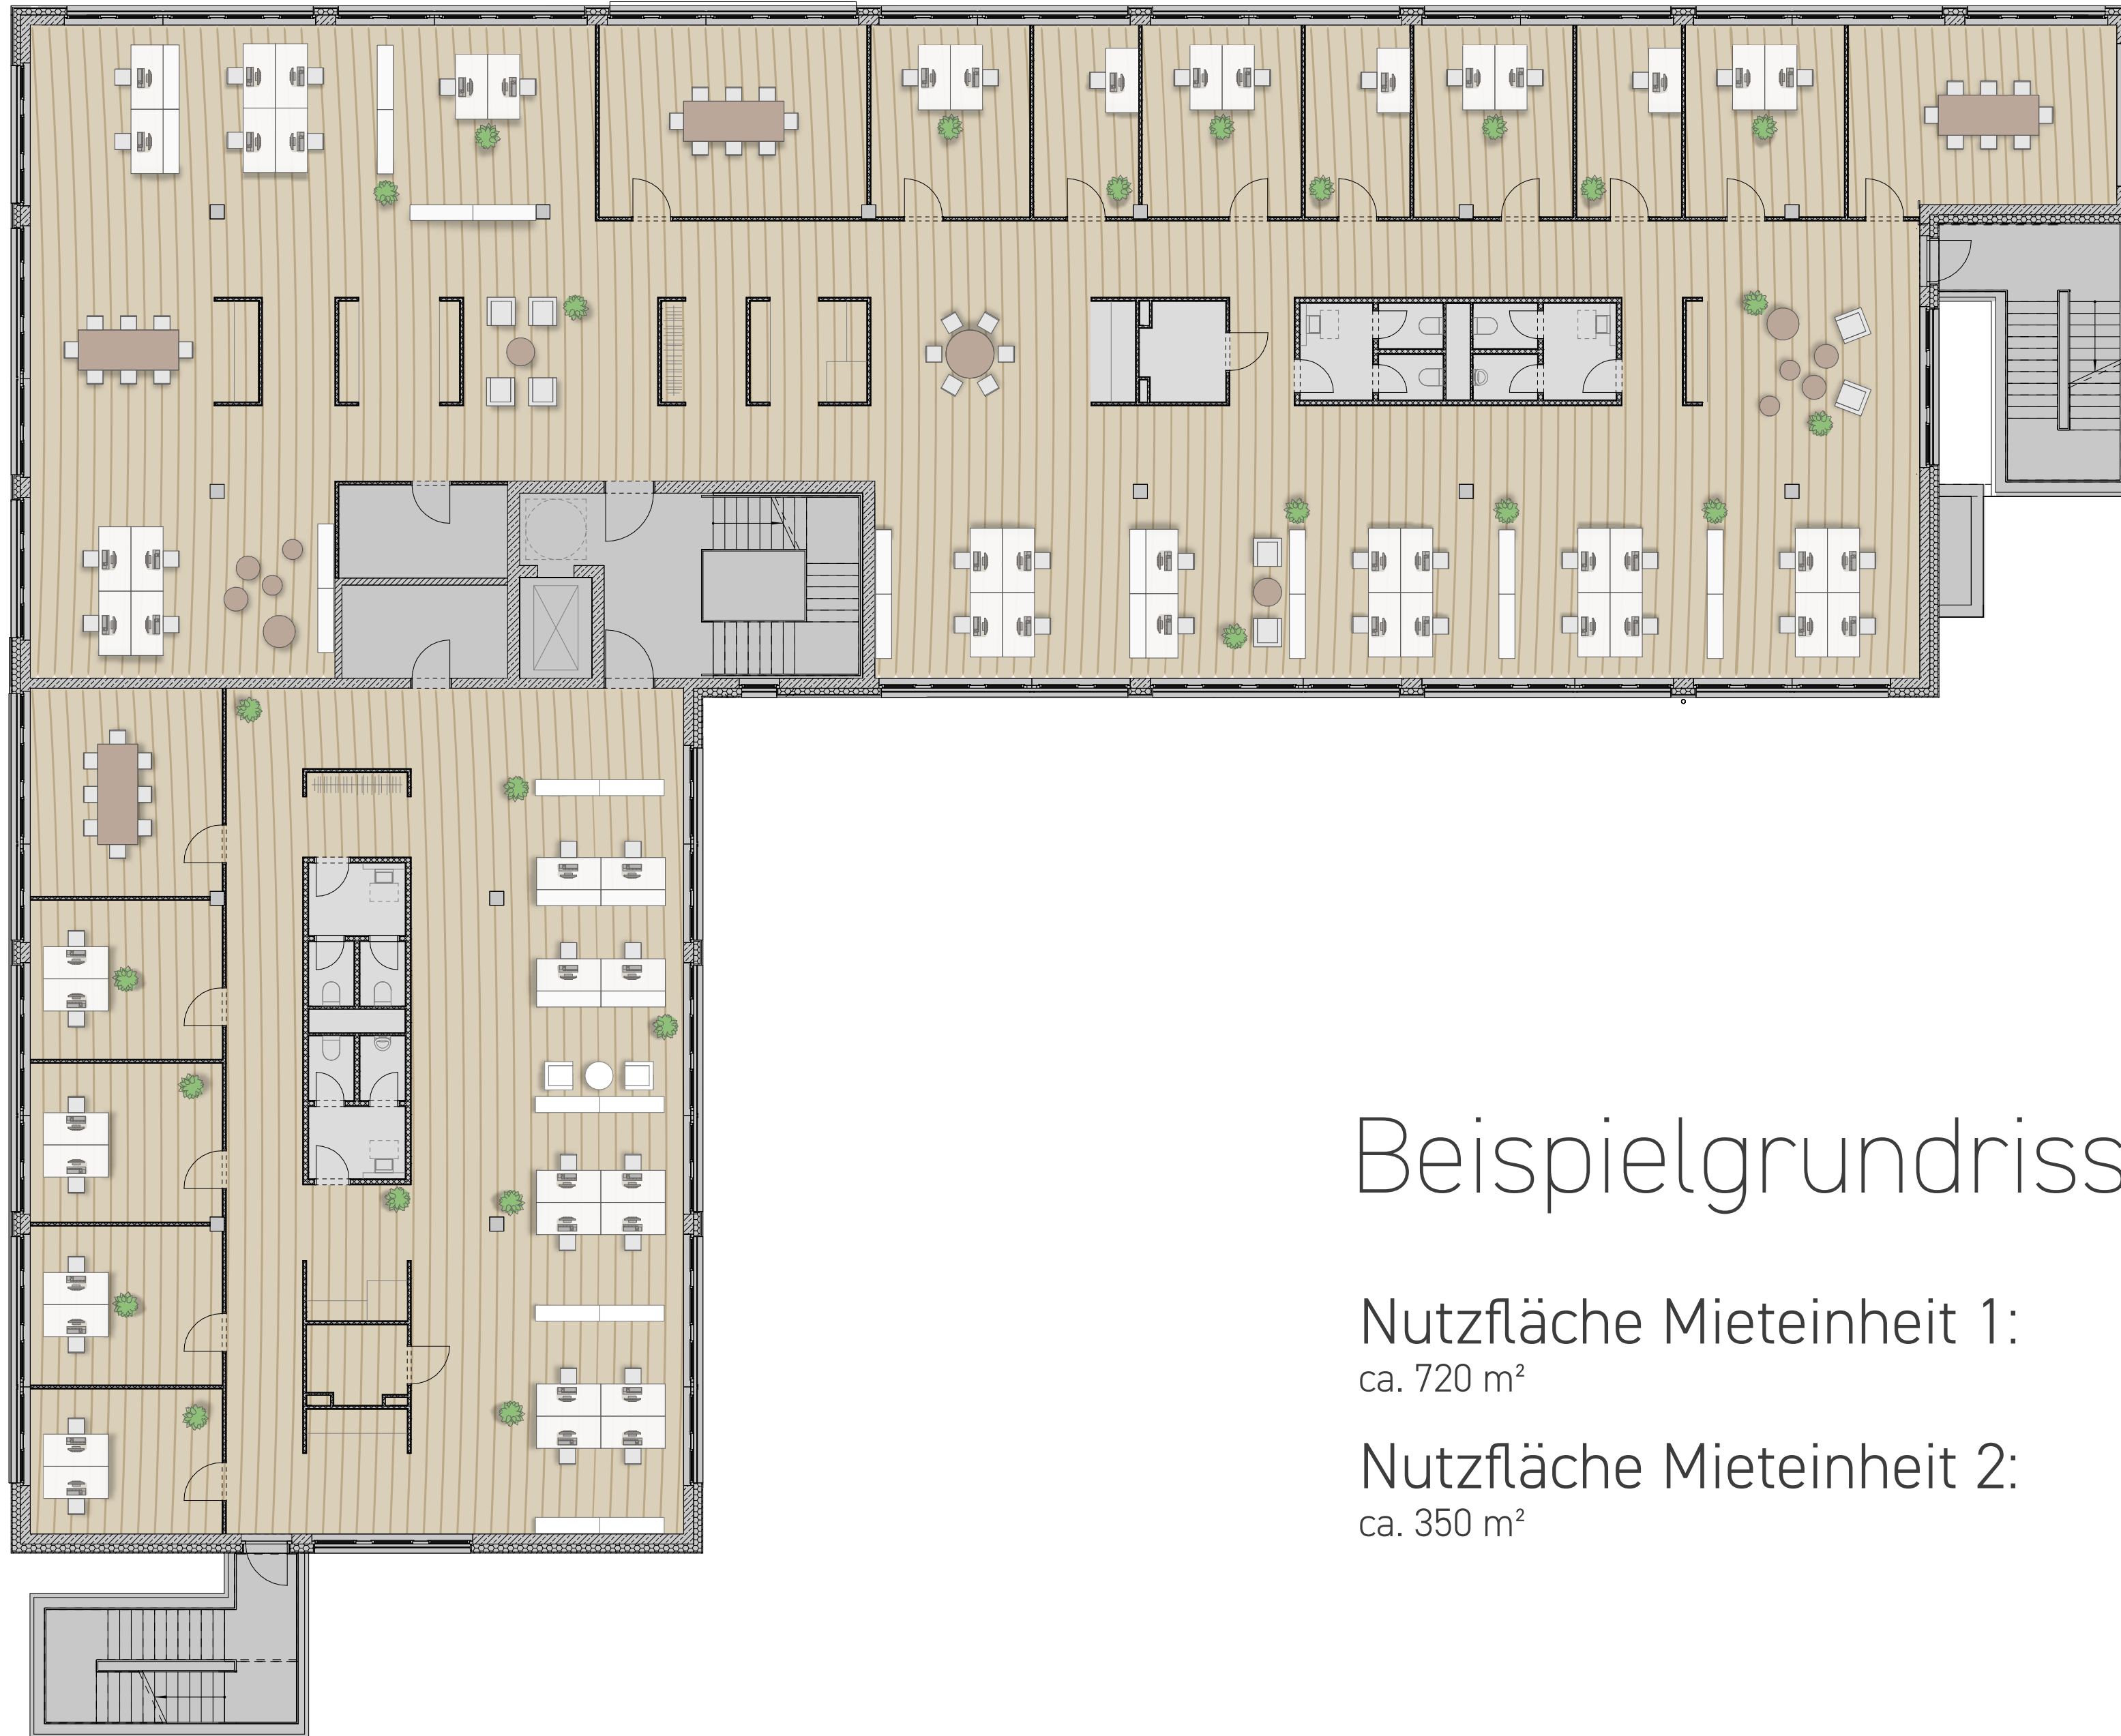 Beispielgrundriss
Nutzfläche Mieteinheit 1:
ca. 720 m²
Nutzfläche Mieteinheit 2:
ca. 350 m²